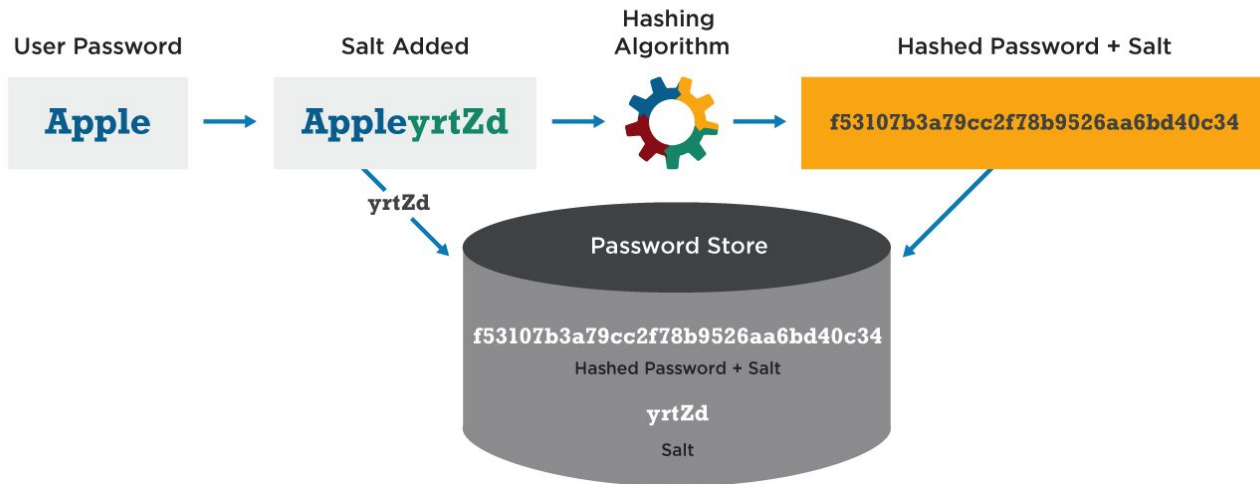 User Password
Salt Added
Hashing
Algorithm
Hashed Password + Salt
Apple
AppleyrtZd
f53107b3a79cc2f78b9526aa6bd40c34
yrtZd
Password Store
f53107b3a79cc2f78b9526aa6bd40c34
Hashed Password + Salt
yrtZd
Salt